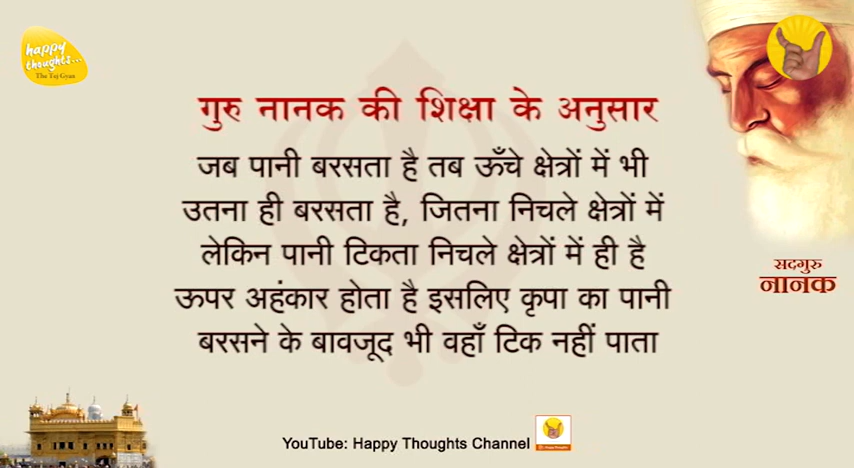 happy
thoughts...
The Tej Gyan
गुरु नानक की शिक्षा के अनुसार
जब पानी बरसता है तब ऊँचे क्षेत्रों में भी
उतना ही बरसता है, जितना निचले क्षेत्रों में
लेकिन पानी टिकता निचले क्षेत्रों में ही है
ऊपर अहंकार होता है इसलिए कृपा का पानी
बरसने के बावजूद भी वहाँ टिक नहीं पाता
सदगुरु
नानक
YouTube: Happy Thoughts Channel